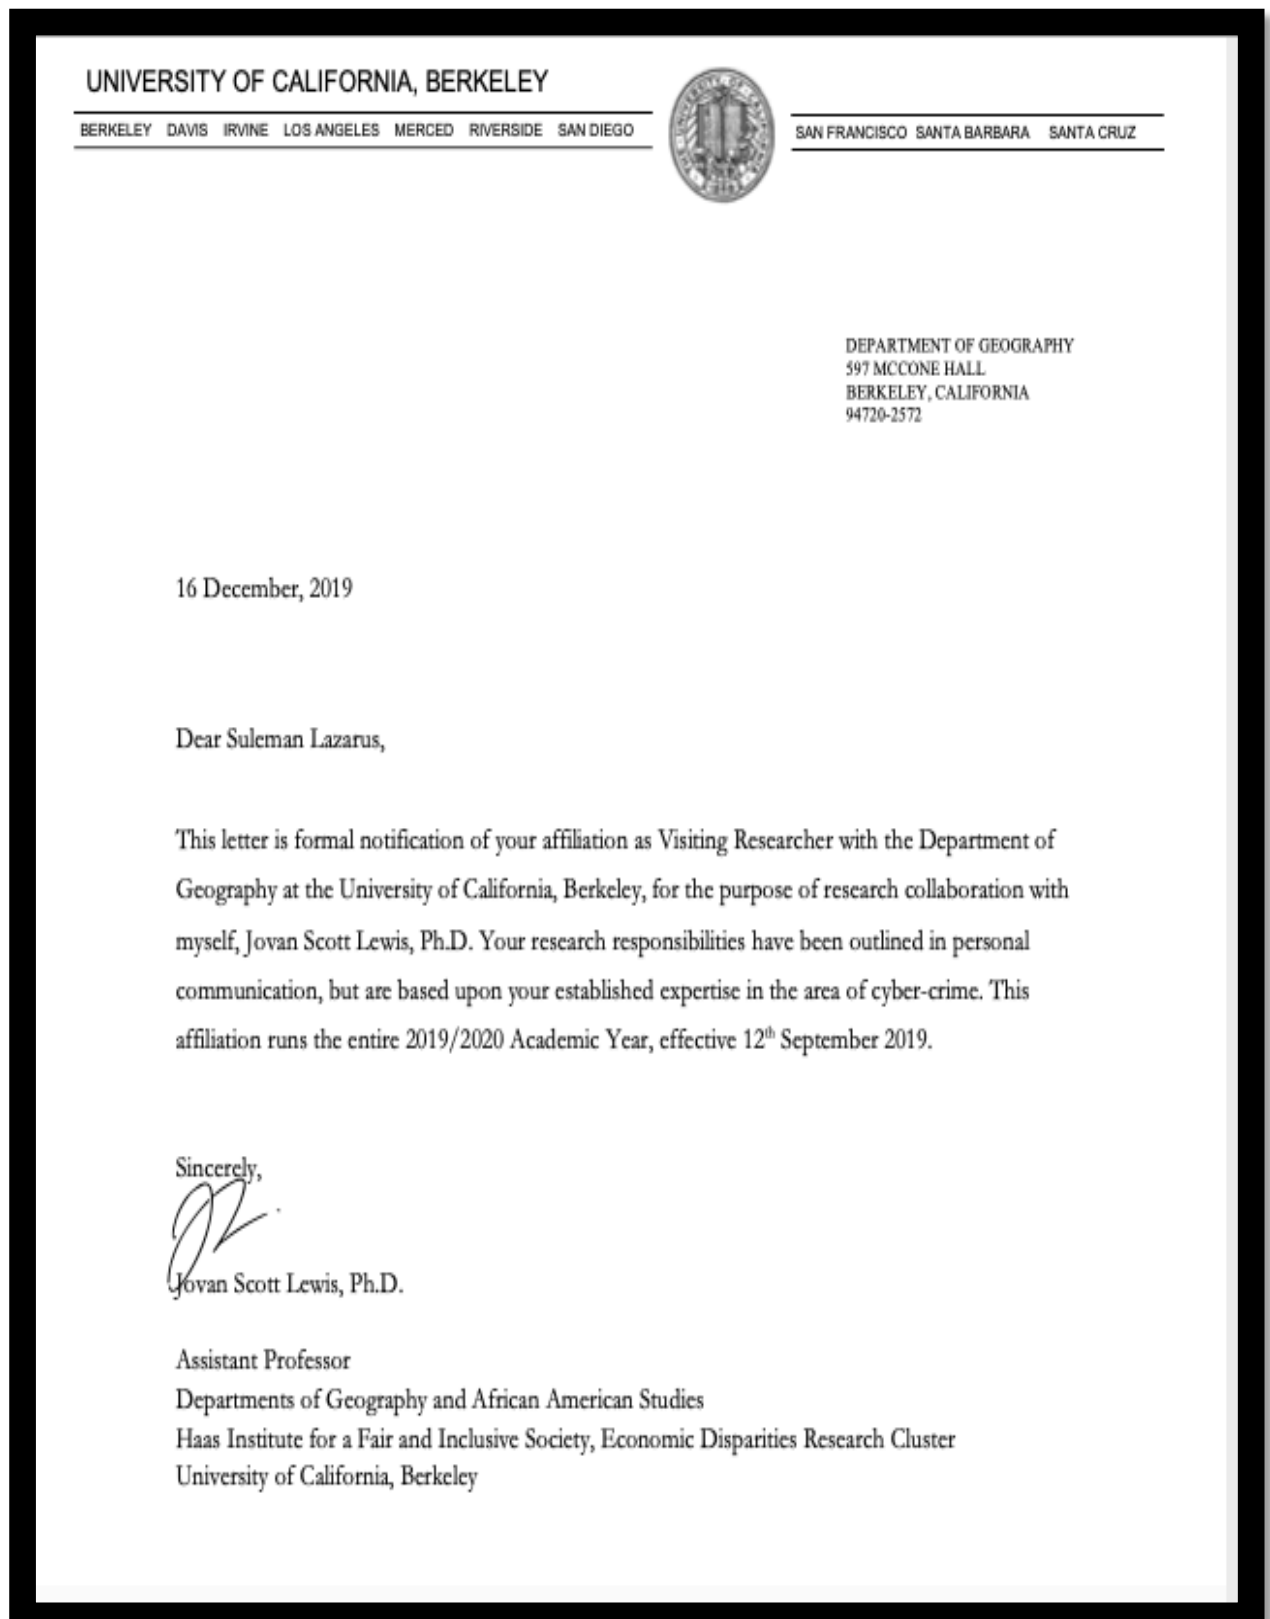 UNIVERSITY OF CALIFORNIA, BERKELEY
BERKELEY DAVIS IRVINE LOS ANGELES MERCED RIVERSIDE SAN DIEGO
SAN FRANCISCO SANTA BARBARA SANTA CRUZ
DEPARTMENT OF GEOGRAPHY
597 MCCONE HALL
BERKELEY, CALIFORNIA
94720-2572
16 December, 2019
Dear Suleman Lazarus,
This letter is formal notification of your affiliation as Visiting Researcher with the Department of
Geography at the University of California, Berkeley, for the purpose of research collaboration with
myself, Jovan Scott Lewis, Ph.D. Your research responsibilities have been outlined in personal
communication, but are based upon your established expertise in the area of cyber-crime. This
affiliation runs the entire 2019/2020 Academic Year, effective 12th September 2019.
Sincerely,
Jovan Scott Lewis, Ph.D.
Assistant Professor
Departments of Geography and African American Studies
Haas Institute for a Fair and Inclusive Society, Economic Disparities Research Cluster
University of California, Berkeley